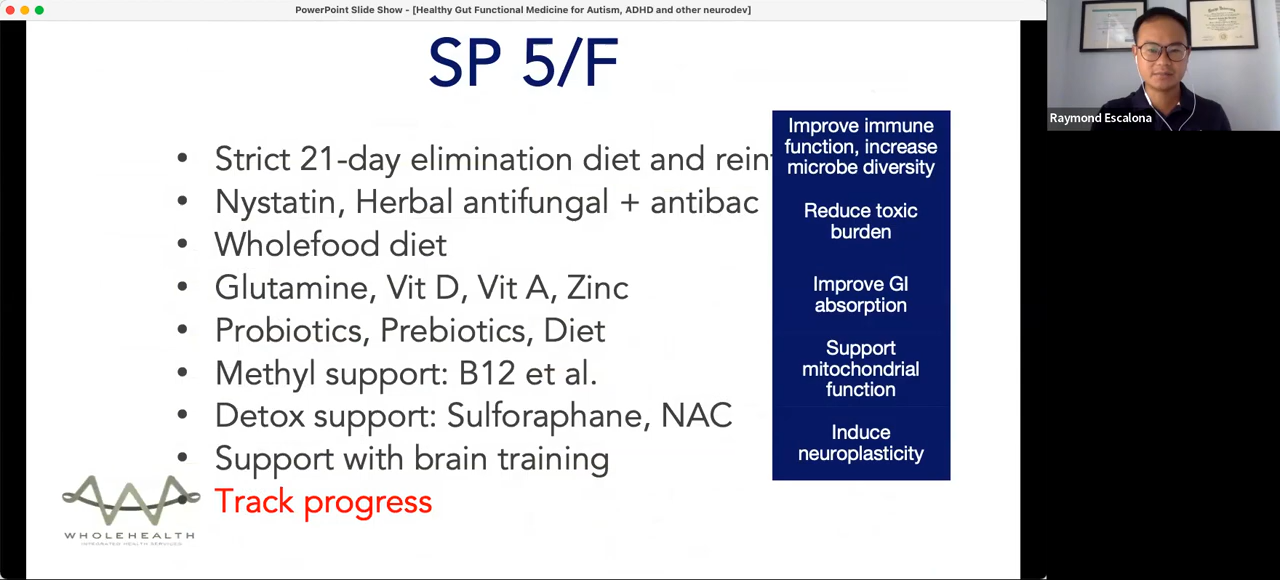 PowerPoint Slide Show - [Healthy Gut Functional Medicine for Autism, ADHD and other neurodev]
SP 5/F
• Strict 21-day elimination diet and rein
• Nystatin, Herbal antifungal + antibac
• Wholefood diet
• Glutamine, Vit D, Vit A, Zinc
• Probiotics, Prebiotics, Diet
• Methyl support: B12 et al.
• Detox support: Sulforaphane, NAC
• Support with brain training
• Track progress
Improve immune
function, increase
microbe diversity
Reduce toxic
burden
Improve GI
absorption
Support
mitochondrial
function
Induce
neuroplasticity
WHOLEHEALTH
INTEGRATED HEALTH SERVICES
Raymond Escalona